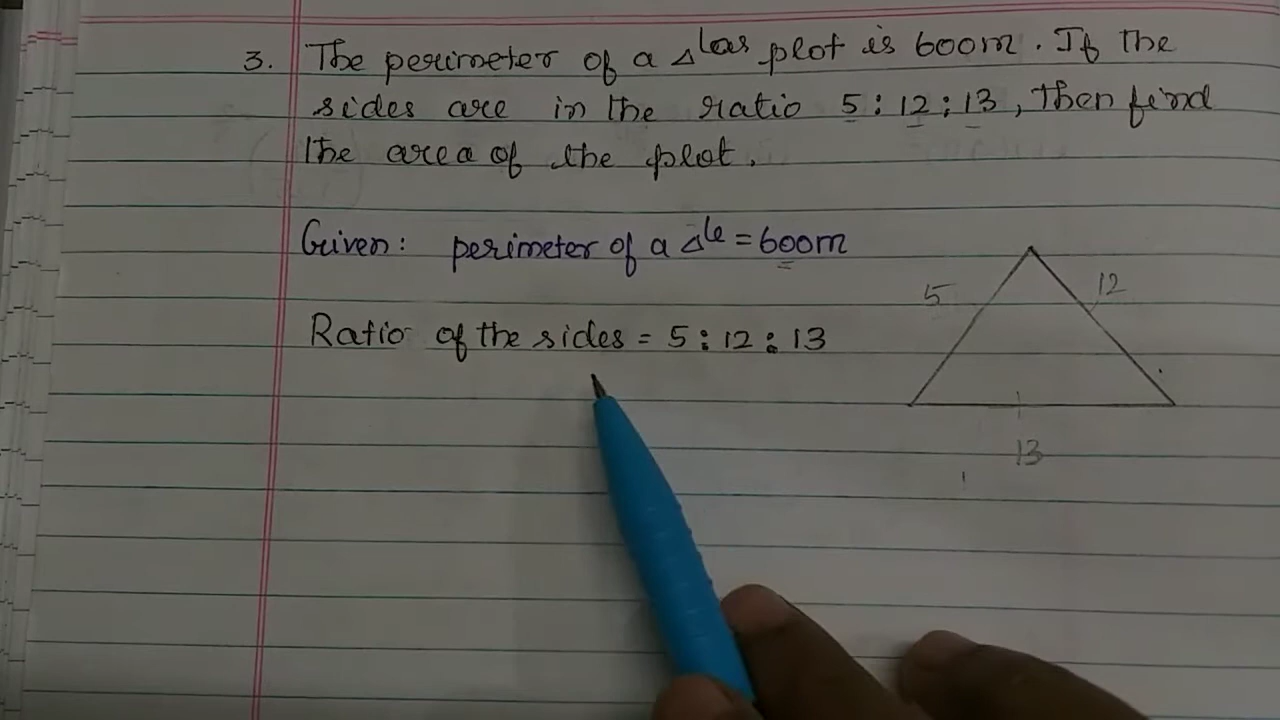 3. The perimeter of a Δlar plot is 600m. If the
sides are in the ratio 5 : 12 : 13, then find
the area of the plot.
Given: perimeter of a Δle = 600m
5
12
Ratio of the sides = 5 : 12 : 13
13